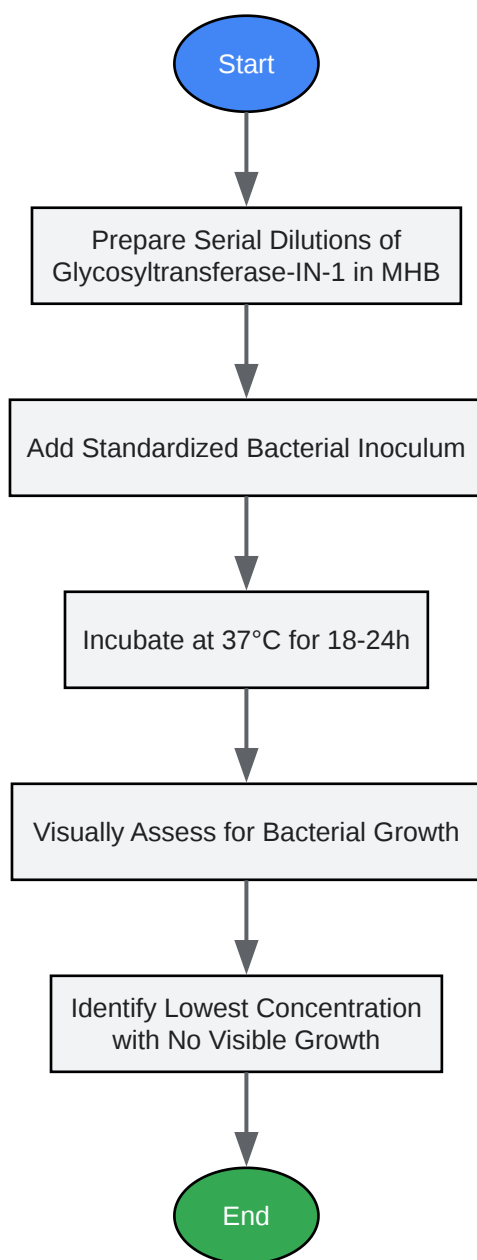 Start
Prepare Serial Dilutions of
Glycosyltransferase-IN-1 in MHB
Add Standardized Bacterial Inoculum
Incubate at 37°C for 18-24h
Visually Assess for Bacterial Growth
Identify Lowest Concentration
with No Visible Growth
End